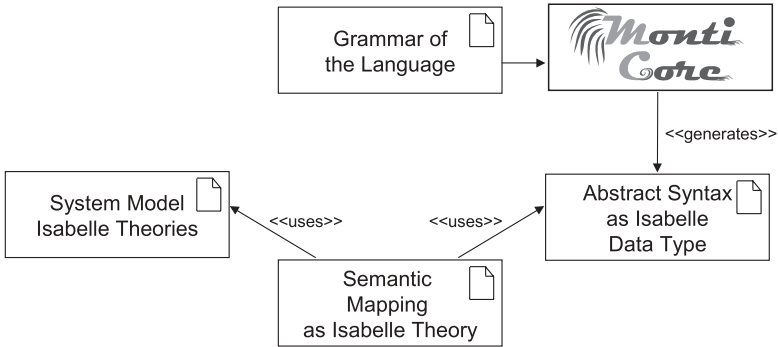 Grammar of
the Language
Monti
Core
<<generates>>
System Model
Isabelle Theories
<<uses>>
<<uses>>
Abstract Syntax
as Isabelle
Data Type
Semantic
Mapping
as Isabelle Theory